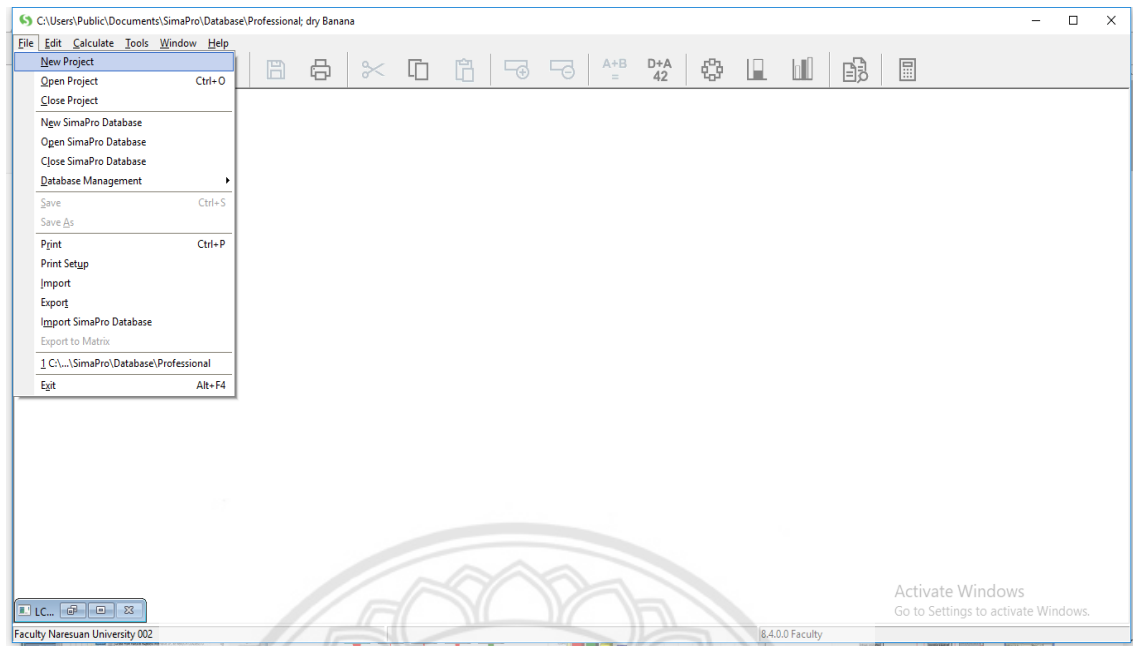 C:\Users\Public\Documents\SimaPro\Database\Professional; dry Banana
File Edit Calculate Tools Window Help
A+B
=
D+A
42
New Project
Open Project Ctrl+O
Close Project
New SimaPro Database
Open SimaPro Database
Close SimaPro Database
Database Management
Save Ctrl+S
Save As
Print Ctrl+P
Print Setup
Import
Export
Import SimaPro Database
Export to Matrix
1 C:\...\SimaPro\Database\Professional
Exit Alt+F4
Activate Windows
Go to Settings to activate Windows.
LC...
Faculty Naresuan University 002 8.4.0.0 Faculty